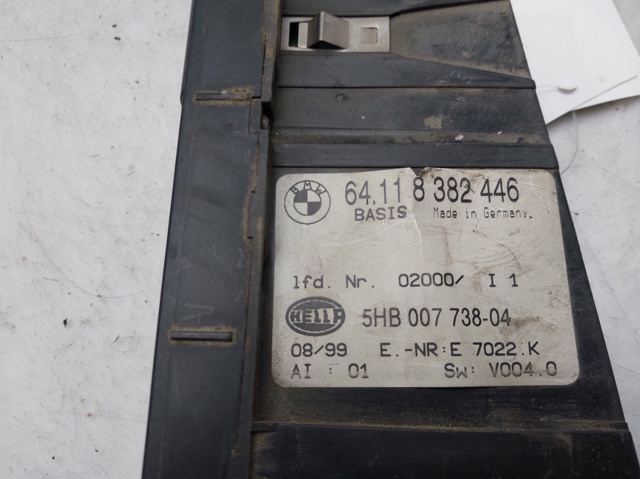 BMW
64.11 8 382 446
BASIS Made in Germany.
lfd. Nr. 02000/ I 1
HELLA 5HB 007 738-04
08/99 E.-NR: E 7022.K
AI : 01 Sw: V004.0